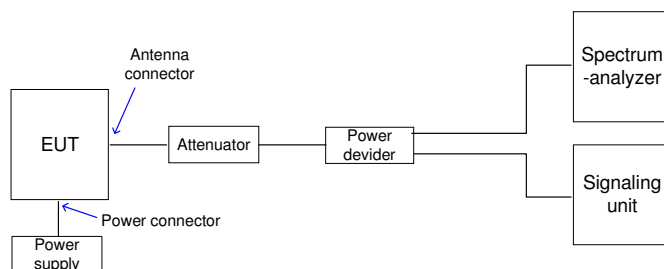 Antenna
connector
Spectrum
-analyzer
EUT
Attenuator
Power
devider
Signaling
unit
Power connector
Power
supply